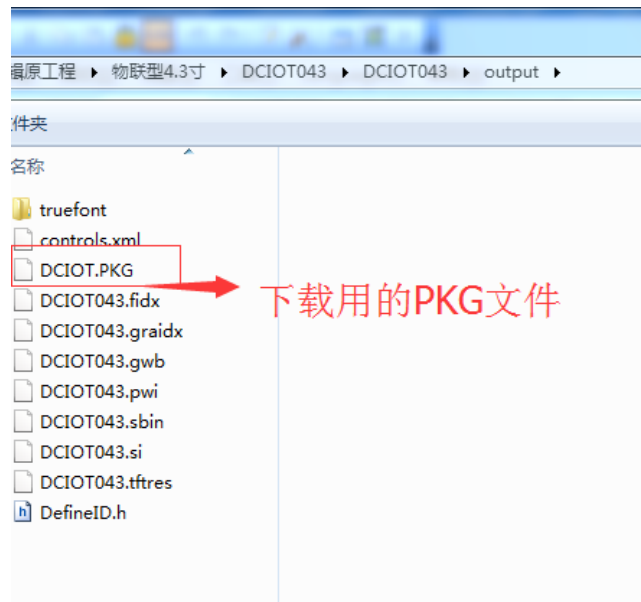 辑原工程 ▸ 物联型4.3寸 ▸ DCIOT043 ▸ DCIOT043 ▸ output ▸
文件夹
名称
truefont
controls.xml
DCIOT.PKG
下载用的PKG文件
DCIOT043.fidx
DCIOT043.graidx
DCIOT043.gwb
DCIOT043.pwi
DCIOT043.sbin
DCIOT043.si
DCIOT043.tftres
DefineID.h